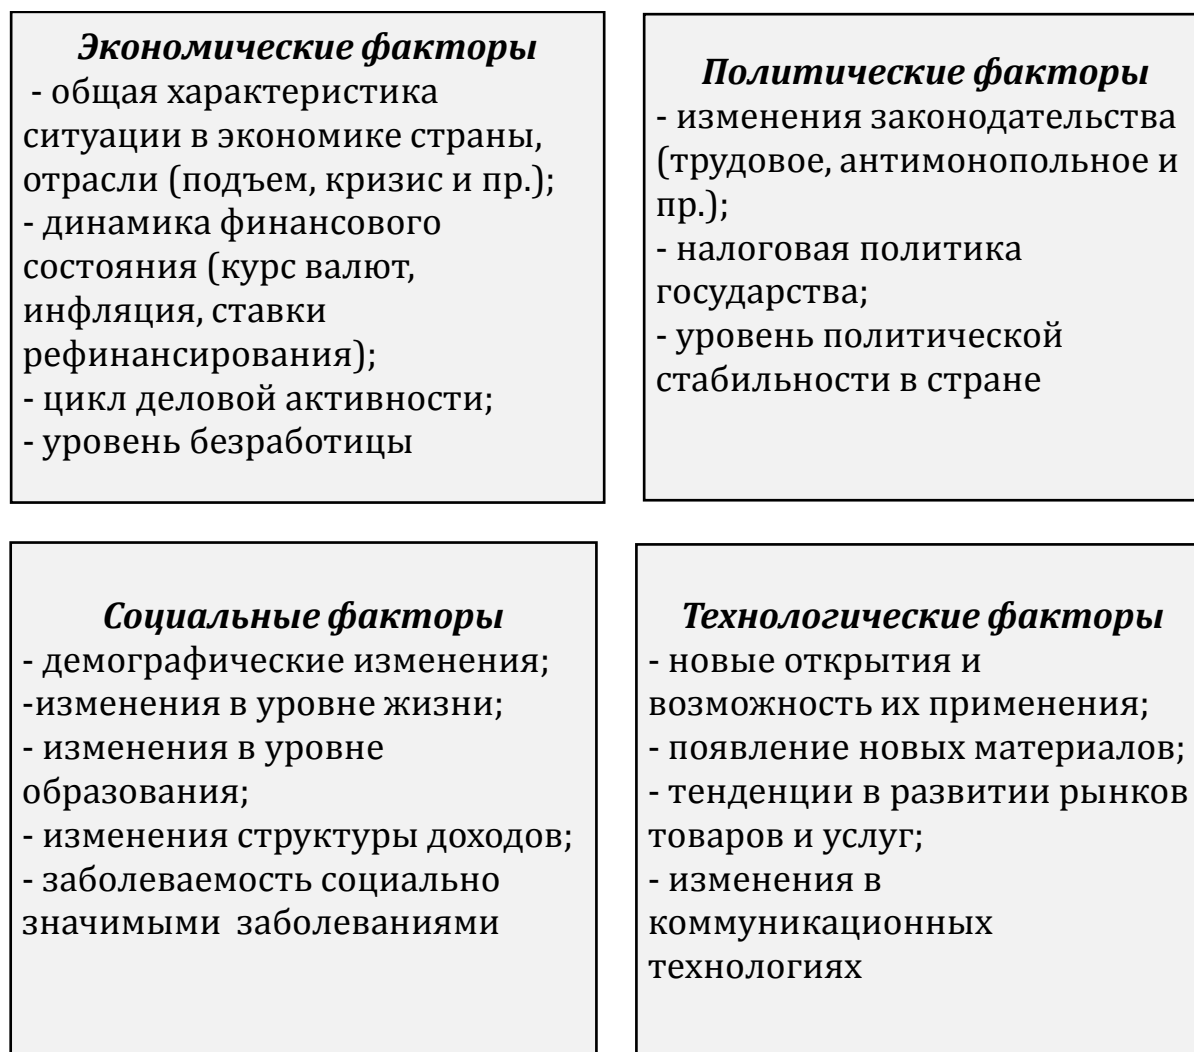 Экономические факторы
- общая характеристика
ситуации в экономике страны,
отрасли (подъем, кризис и пр.);
- динамика финансового
состояния (курс валют,
инфляция, ставки
рефинансирования);
- цикл деловой активности;
- уровень безработицы
Политические факторы
- изменения законодательства
(трудовое, антимонопольное и
пр.);
- налоговая политика
государства;
- уровень политической
стабильности в стране
Социальные факторы
- демографические изменения;
-изменения в уровне жизни;
- изменения в уровне
образования;
- изменения структуры доходов;
- заболеваемость социально
значимыми  заболеваниями
Технологические факторы
- новые открытия и
возможность их применения;
- появление новых материалов;
- тенденции в развитии рынков
товаров и услуг;
- изменения в
коммуникационных
технологиях